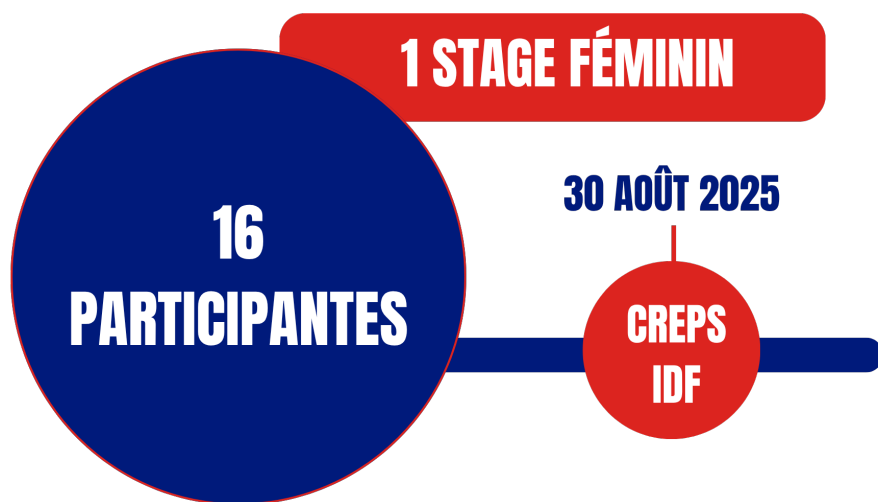 1 STAGE FÉMININ
16
PARTICIPANTES
30 AOÛT 2025
CREPS
IDF